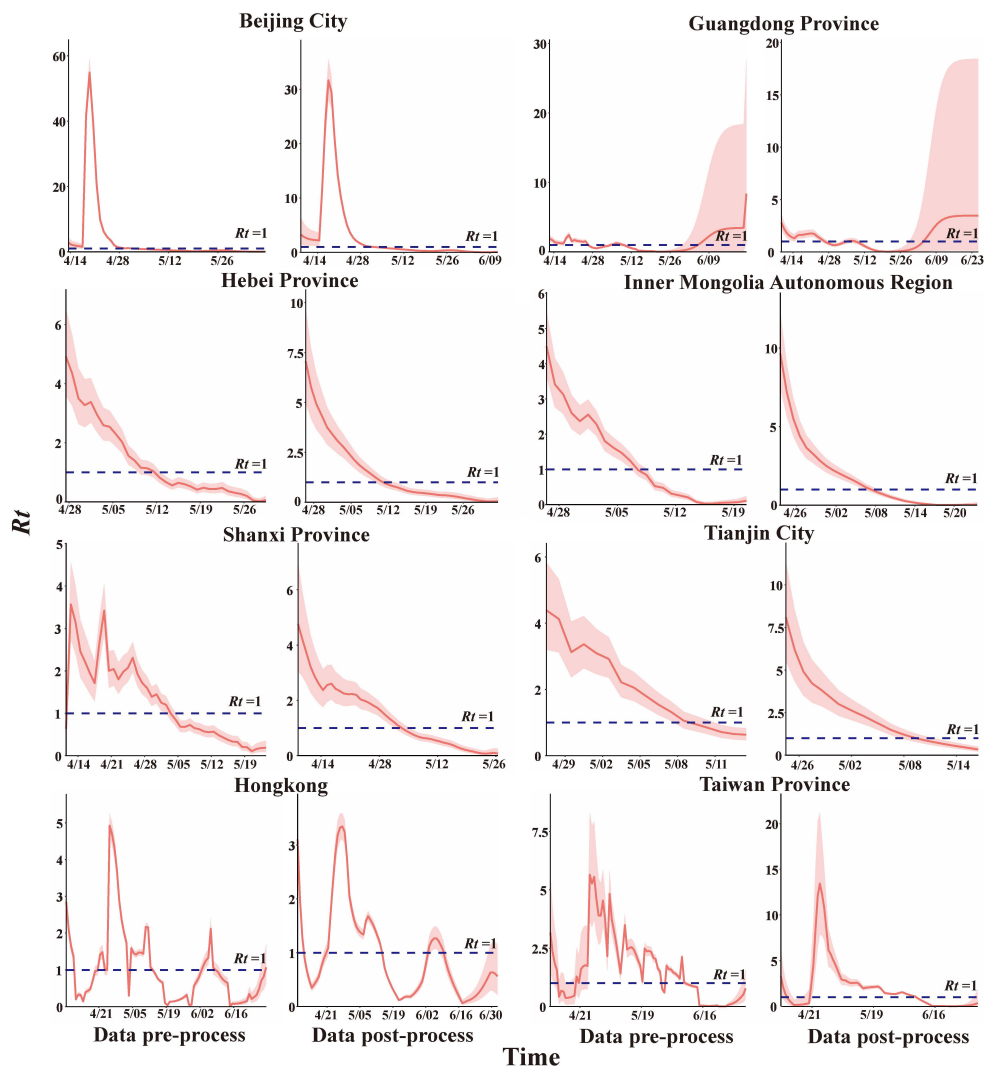 Beijing City
Guangdong Province
60
40
20
0
Rt =1
4/14 4/28 5/12 5/26
30
20
10
0
Rt =1
4/14 4/28 5/12 5/26 6/09
30
20
10
0
Rt =1
4/14 4/28 5/12 5/26 6/09
20
15
10
5
0
Rt =1
4/14 4/28 5/12 5/26 6/09 6/23
Hebei Province
Inner Mongolia Autonomous Region
6
4
2
0
Rt =1
4/28 5/05 5/12 5/19 5/26
10
7.5
5
2.5
0
Rt =1
4/28 5/05 5/12 5/19 5/26
6
5
4
3
2
1
0
Rt =1
4/28 5/05 5/12 5/19
10
5
0
Rt =1
4/26 5/02 5/08 5/14 5/20
Rt
Shanxi Province
Tianjin City
5
4
3
2
1
0
Rt =1
4/14 4/21 4/28 5/05 5/12 5/19
6
4
2
0
Rt =1
4/14 4/28 5/12 5/26
6
4
2
0
Rt =1
4/29 5/02 5/05 5/08 5/11
10
7.5
5
2.5
0
Rt =1
4/26 5/02 5/08 5/14
Hongkong
Taiwan Province
5
4
3
2
1
0
Rt =1
4/21 5/05 5/19 6/02 6/16
4
3
2
1
0
Rt =1
4/21 5/05 5/19 6/02 6/16 6/30
7.5
5
2.5
0
Rt =1
4/21 5/19 6/16
20
15
10
5
0
Rt =1
4/21 5/19 6/16
Data pre-process
Data post-process
Data pre-process
Data post-process
Time